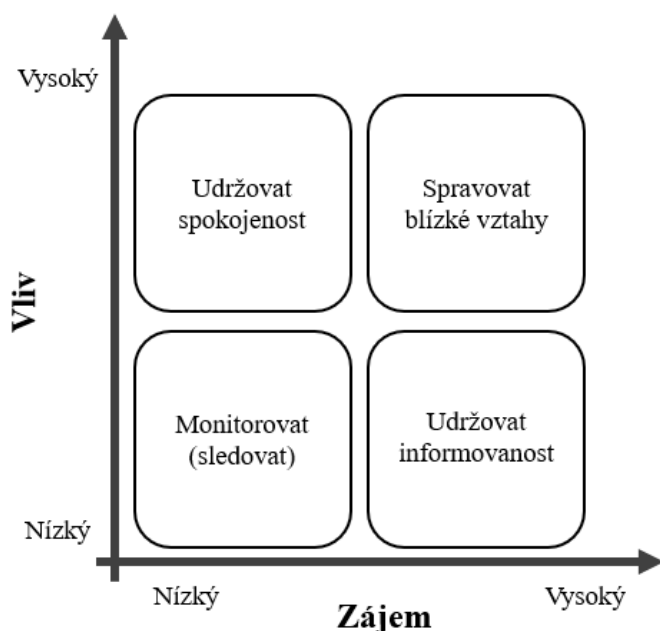 Vysoký
Udržovat
spokojenost
Spravovat
blízké vztahy
Vliv
Monitorovat
(sledovat)
Udržovat
informovanost
Nízký
Nízký
Zájem
Vysoký